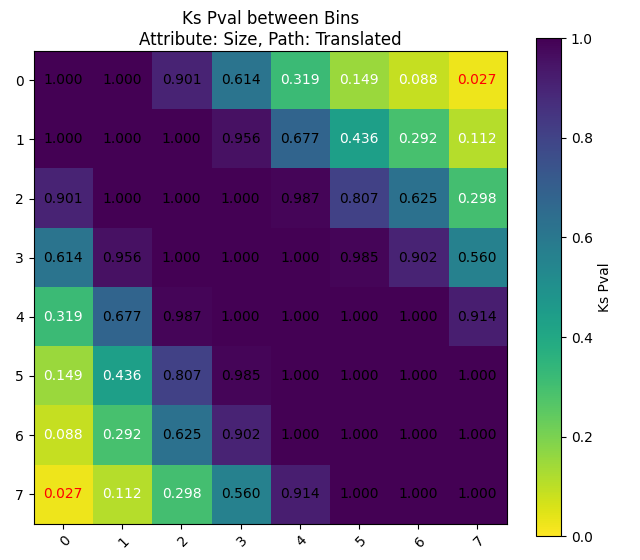 Ks Pval between Bins
Attribute: Size, Path: Translated
0 1.000 1.000 0.901 0.614 0.319 0.149 0.088 0.027
1 1.000 1.000 1.000 0.956 0.677 0.436 0.292 0.112
2 0.901 1.000 1.000 1.000 0.987 0.807 0.625 0.298
3 0.614 0.956 1.000 1.000 1.000 0.985 0.902 0.560
4 0.319 0.677 0.987 1.000 1.000 1.000 1.000 0.914
5 0.149 0.436 0.807 0.985 1.000 1.000 1.000 1.000
6 0.088 0.292 0.625 0.902 1.000 1.000 1.000 1.000
7 0.027 0.112 0.298 0.560 0.914 1.000 1.000 1.000
0 1 2 3 4 5 6 7
1.0
0.8
0.6
0.4
0.2
0.0
Ks Pval